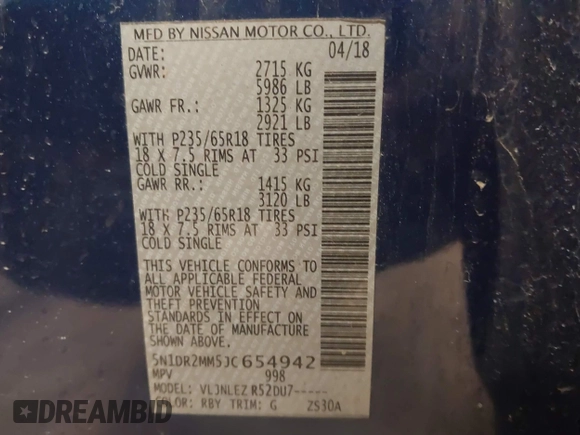 MFD BY NISSAN MOTOR CO., LTD.
DATE: 04/18
GVWR: 2715 KG
5986 LB
GAWR FR.: 1325 KG
2921 LB
WITH P235/65R18 TIRES
18 X 7.5 RIMS AT 33 PSI
COLD SINGLE
GAWR RR.: 1415 KG
3120 LB
WITH P235/65R18 TIRES
18 X 7.5 RIMS AT 33 PSI
COLD SINGLE
THIS VEHICLE CONFORMS TO
ALL APPLICABLE FEDERAL
MOTOR VEHICLE SAFETY AND
THEFT PREVENTION
STANDARDS IN EFFECT ON
THE DATE OF MANUFACTURE
SHOWN ABOVE.
5N1DR2MM5JC654942
MPV 998
MODEL: VLJNLEZ R52DU7-----
COLOR: RBY TRIM: G ZS30A
DREAMBID